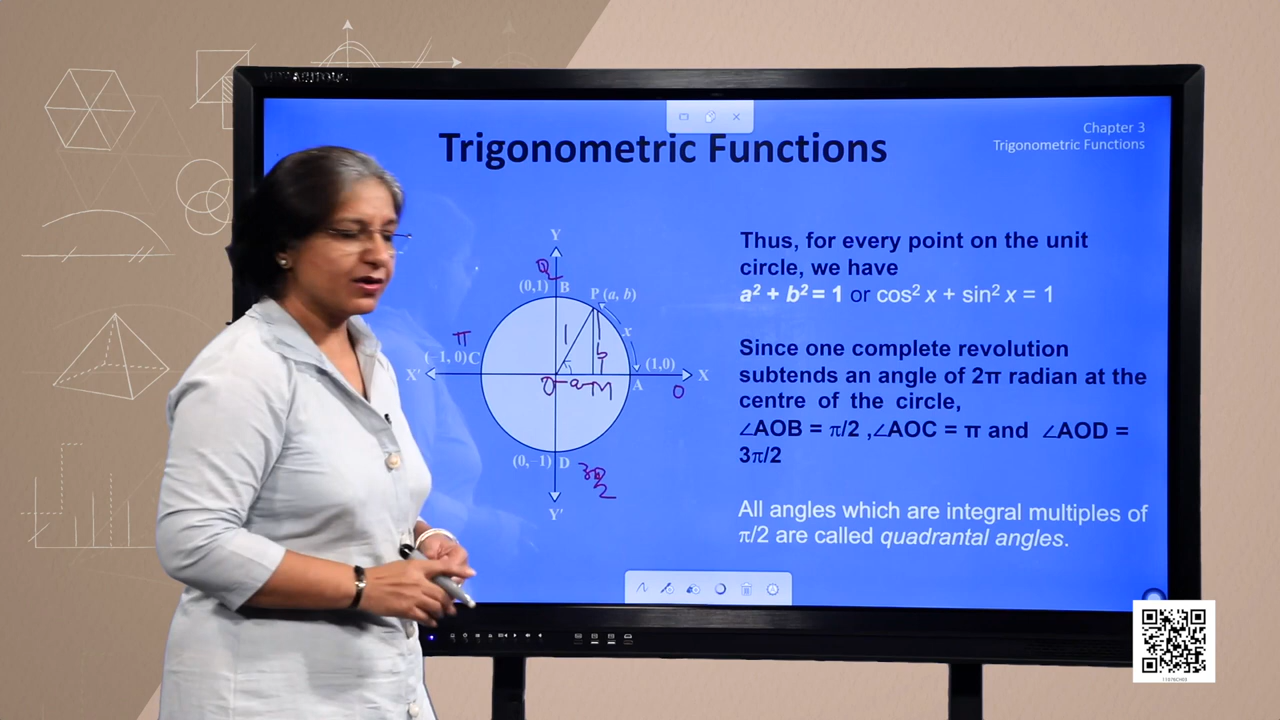 Chapter 3
Trigonometric Functions
Trigonometric Functions
Thus, for every point on the unit
circle, we have
a² + b² = 1 or cos² x + sin² x = 1
Since one complete revolution
subtends an angle of 2π radian at the
centre of the circle,
∠AOB = π/2 ,∠AOC = π and ∠AOD =
3π/2
All angles which are integral multiples of
π/2 are called quadrantal angles.
Y
(0,1) B
P (a, b)
1
x
π
b
(−1, 0) C
(1,0)
X′
X
O
a
M
A
0
(0, −1) D
Y′
11076CH03